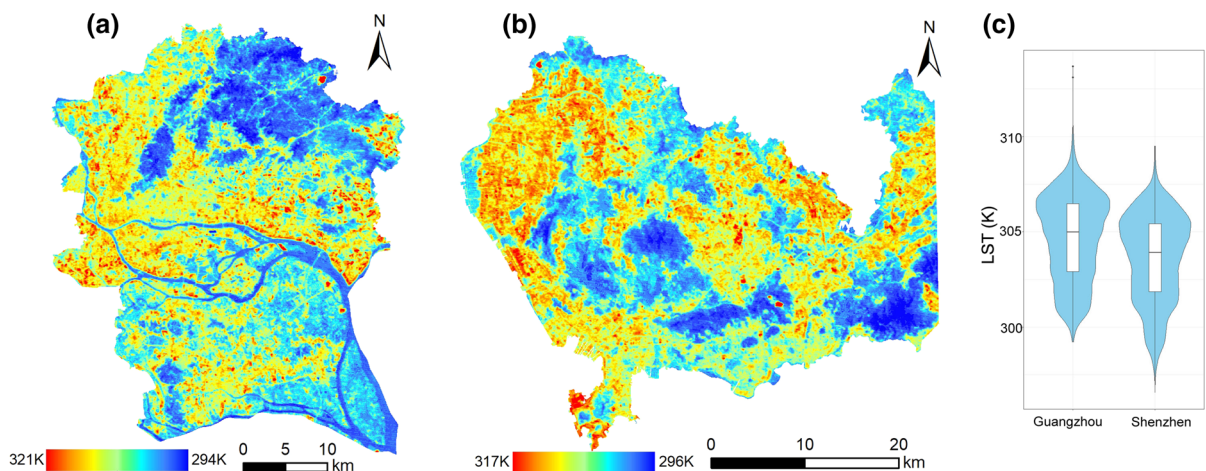 (a)
N
321K
294K
0 5 10
km
(b)
N
317K
296K
0 10 20
km
(c)
LST (K)
310
305
300
Guangzhou Shenzhen